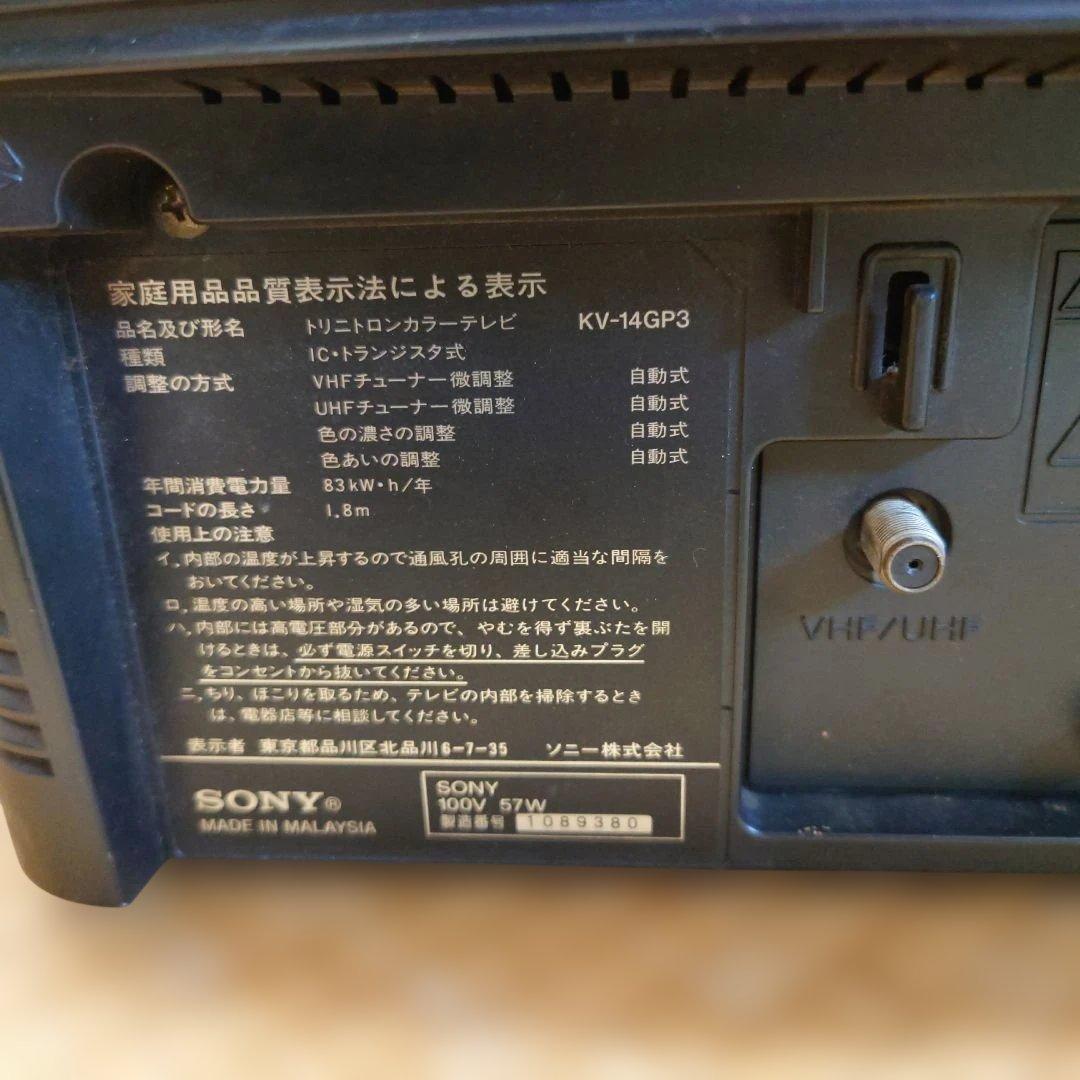 家庭用品品質表示法による表示
品名及び形名 トリニトロンカラーテレビ KV-14GP3
種類 IC・トランジスタ式
調整の方式 VHFチューナー微調整 自動式
UHFチューナー微調整 自動式
色の濃さの調整 自動式
色あいの調整 自動式
年間消費電力量 83kW・h/年
コードの長さ 1.8m
使用上の注意
イ.内部の温度が上昇するので通風孔の周囲に適当な間隔を
おいてください。
ロ.温度の高い場所や湿気の多い場所は避けてください。
ハ.内部には高電圧部分があるので、やむを得ず裏ぶたを開
けるときは、必ず電源スイッチを切り、差し込みプラグ
をコンセントから抜いてください。
ニ.ちり、ほこりを取るため、テレビの内部を掃除するとき
は、電器店等に相談してください。
表示者 東京都品川区北品川6-7-35 ソニー株式会社
SONY®
MADE IN MALAYSIA
SONY
100V 57W
製造番号 1089380
VHF/UHF